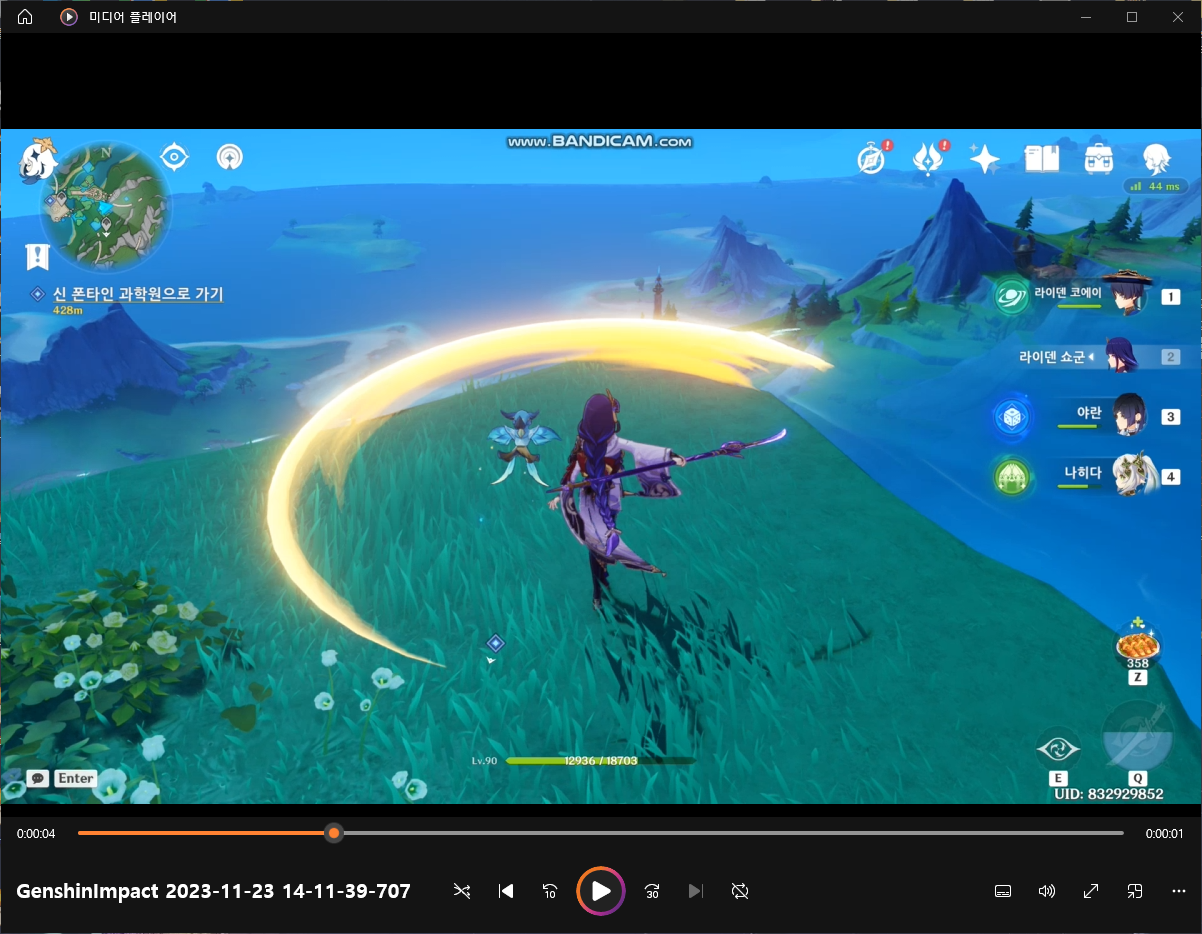 미디어 플레이어
www.BANDICAM.com
N
44 ms
신 폰타인 과학원으로 가기
428m
라이덴 코에이
1
라이덴 쇼군
2
야란
3
나히다
4
358
Z
Lv.90
12936 / 18703
Enter
E
Q
UID: 832929852
0:00:04
0:00:01
GenshinImpact 2023-11-23 14-11-39-707
10
30